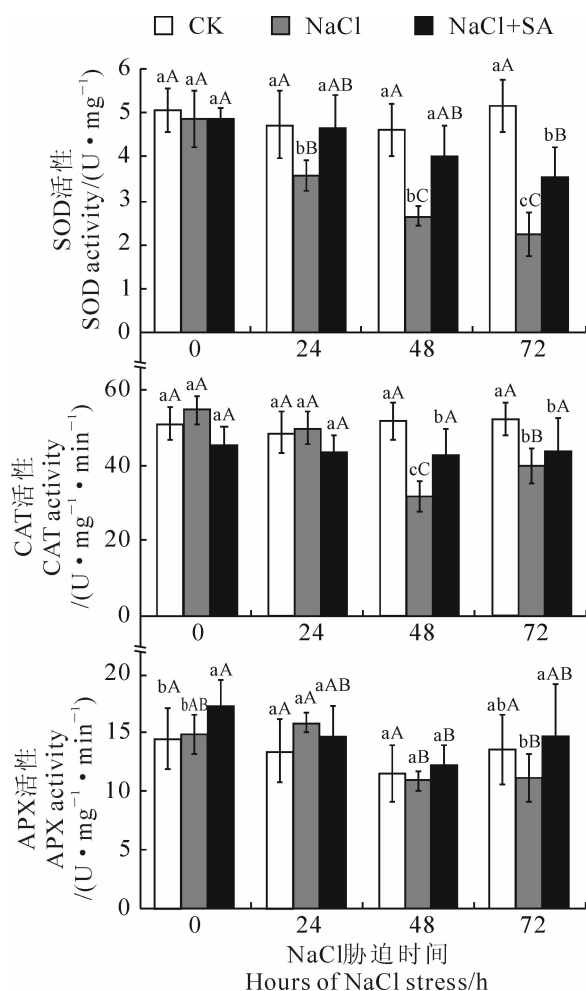 CK NaCl NaCl+SA
SOD活性
SOD activity/(U·mg⁻¹)
6
5
4
3
2
1
0
aA aA aA
aA bB aAB
aA bC aAB
aA cC bB
0 24 48 72
CAT活性
CAT activity
/(U·mg⁻¹·min⁻¹)
60
40
20
0
aA aA aA
aA aA aA
aA cC bA
aA bB bA
0 24 48 72
APX活性
APX activity
/(U·mg⁻¹·min⁻¹)
20
15
10
5
0
bA bAB aA
aA aA aAB
aA aB aB
abA bB aAB
0 24 48 72
NaCl胁迫时间
Hours of NaCl stress/h